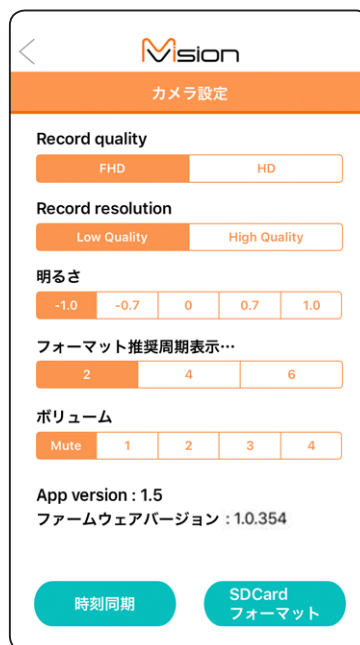 Msion
カメラ設定
Record quality
FHD HD
Record resolution
Low Quality High Quality
明るさ
-1.0 -0.7 0 0.7 1.0
フォーマット推奨周期表示…
2 4 6
ボリューム
Mute 1 2 3 4
App version : 1.5
ファームウェアバージョン : 1.0.354
時刻同期
SDCard
フォーマット